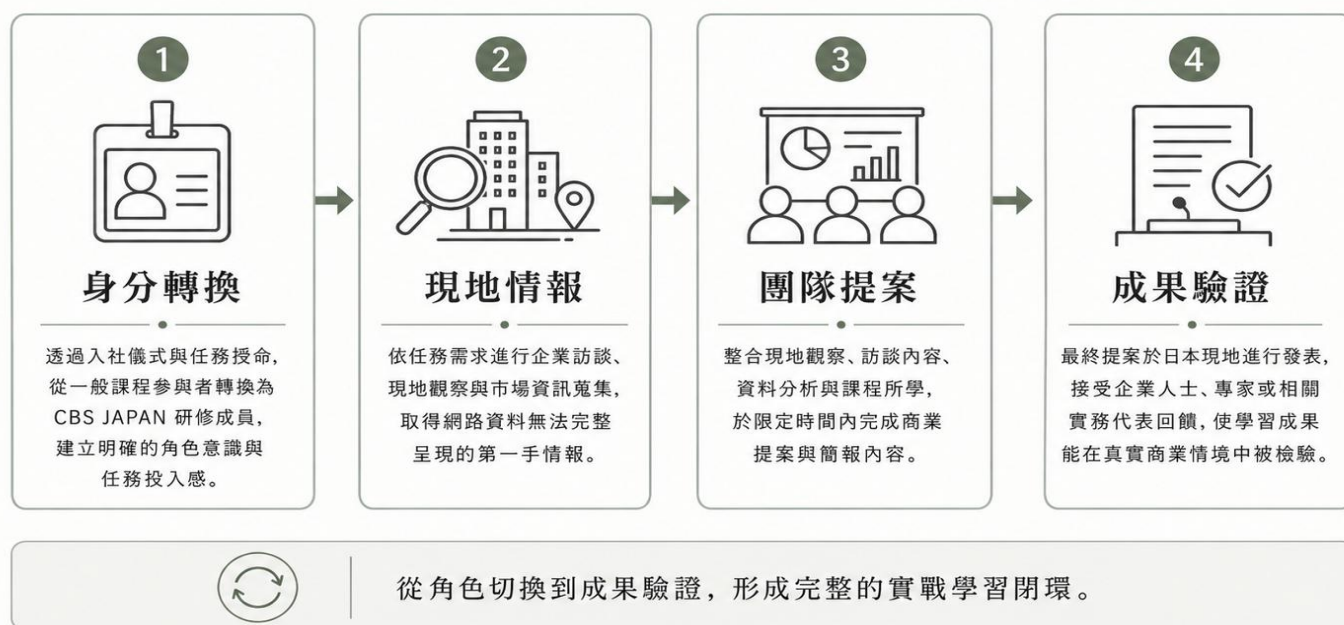 1
身分轉換
透過入社儀式與任務授命，
從一般課程參與者轉換為
CBS JAPAN 研修成員，
建立明確的角色意識與
任務投入感。
2
現地情報
依任務需求進行企業訪談、
現地觀察與市場資訊蒐集，
取得網路資料無法完整
呈現的第一手情報。
3
團隊提案
整合現地觀察、訪談內容、
資料分析與課程所學，
於限定時間內完成商業
提案與簡報內容。
4
成果驗證
最終提案於日本現地進行發表，
接受企業人士、專家或相關
實務代表回饋，使學習成果
能在真實商業情境中被檢驗。
從角色切換到成果驗證，形成完整的實戰學習閉環。